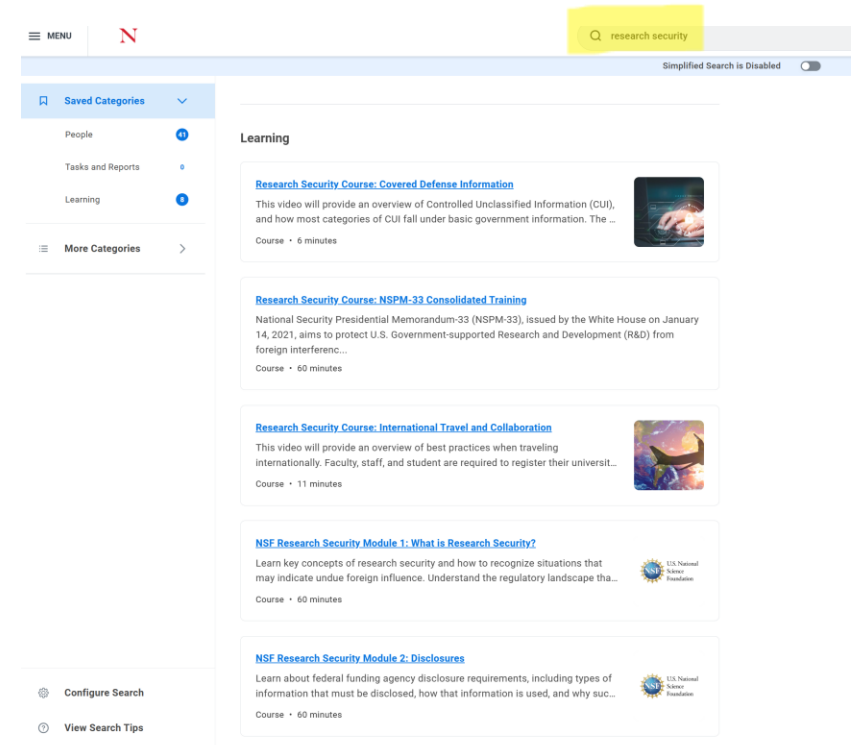 MENU
N
research security
Simplified Search is Disabled
Saved Categories
People
41
Tasks and Reports
0
Learning
8
More Categories
Learning
Research Security Course: Covered Defense Information
This video will provide an overview of Controlled Unclassified Information (CUI),
and how most categories of CUI fall under basic government information. The ...
Course • 6 minutes
Research Security Course: NSPM-33 Consolidated Training
National Security Presidential Memorandum-33 (NSPM-33), issued by the White House on January
14, 2021, aims to protect U.S. Government-supported Research and Development (R&D) from
foreign interferenc...
Course • 60 minutes
Research Security Course: International Travel and Collaboration
This video will provide an overview of best practices when traveling
internationally. Faculty, staff, and student are required to register their universit...
Course • 11 minutes
NSF Research Security Module 1: What is Research Security?
Learn key concepts of research security and how to recognize situations that
may indicate undue foreign influence. Understand the regulatory landscape tha...
Course • 60 minutes
NSF
U.S. National
Science
Foundation
NSF Research Security Module 2: Disclosures
Learn about federal funding agency disclosure requirements, including types of
information that must be disclosed, how that information is used, and why suc...
Course • 60 minutes
NSF
U.S. National
Science
Foundation
Configure Search
View Search Tips